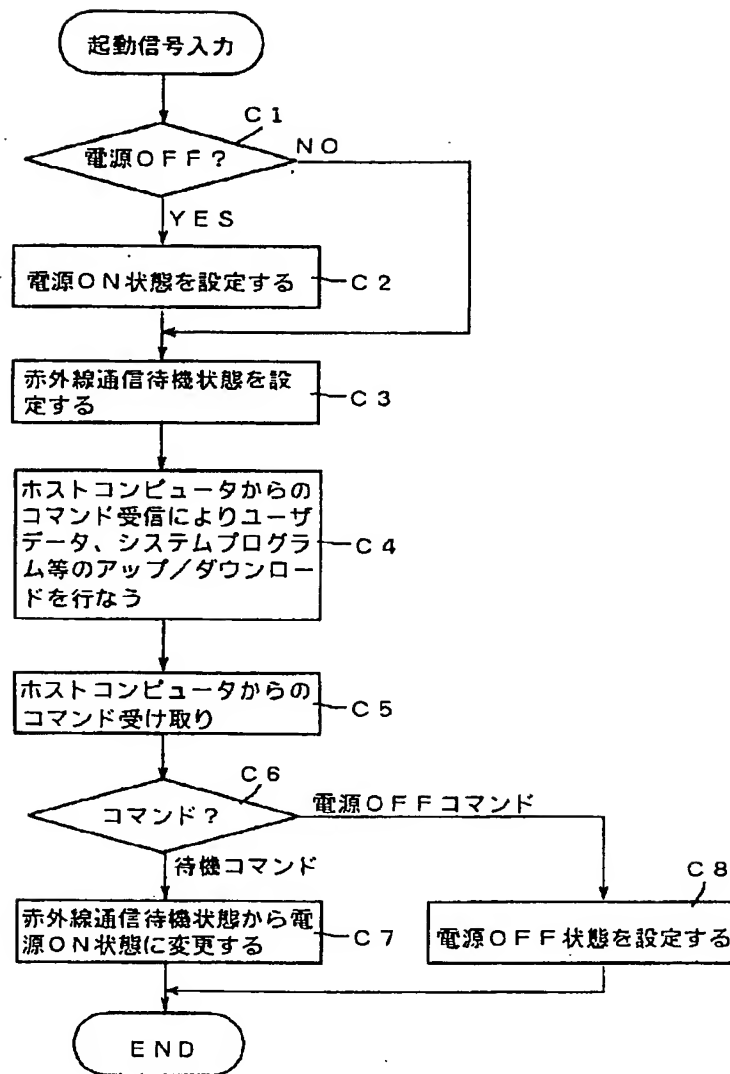 起動信号入力
C1
電源OFF?
NO
YES
電源ON状態を設定する
C2
赤外線通信待機状態を設
定する
C3
ホストコンピュータからの
コマンド受信によりユーザ
データ、システムプログラ
ム等のアップ/ダウンロー
ドを行なう
C4
ホストコンピュータからの
コマンド受け取り
C5
C6
コマンド?
電源OFFコマンド
待機コマンド
赤外線通信待機状態から電
源ON状態に変更する
C7
C8
電源OFF状態を設定する
END